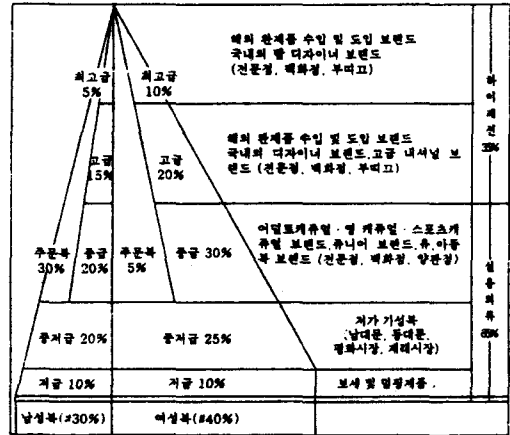 해외 완제품 수입 및 도입 브랜드
국내의 탑 디자이너 브랜드
(전문점, 백화점, 부띠끄)
최고급
5%
최고급
10%
하이패션
35%
해외 완제품 수입 및 도입 브랜드
국내의 디자이너 브랜드, 고급 내셔널 브
랜드 (전문점, 백화점, 부띠끄)
고급
15%
고급
20%
어덜트캐쥬얼 · 영 캐쥬얼 · 스포츠캐
쥬얼 브랜드, 쥬니어 브랜드, 유, 아동
복 브랜드 (전문점, 백화점, 양판점)
주문복
30%
중급
20%
주문복
5%
중급 30%
실용의류
65%
중저급 20%
중저급 25%
저가 기성복
(남대문, 동대문,
평화시장, 재래시장)
저급 10%
저급 10%
보세 및 덤핑제품
남성복(#30%)
여성복(#40%)